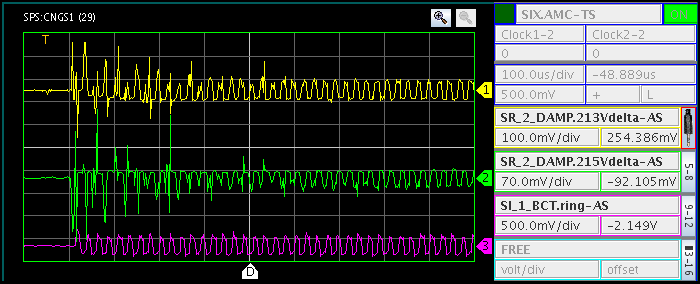 SPS:CNGS1 (29)
T
1
2
3
D
SIX.AMC-TS
ON
Clock1-2 Clock2-2
0 0
100.0us/div -48.889us
500.0mV + L
SR_2_DAMP.213Vdelta-AS
100.0mV/div 254.386mV
SR_2_DAMP.215Vdelta-AS
70.0mV/div -92.105mV
5-8
SI_1_BCT.ring-AS
500.0mV/div -2.149V
9-12
FREE
volt/div offset
13-16